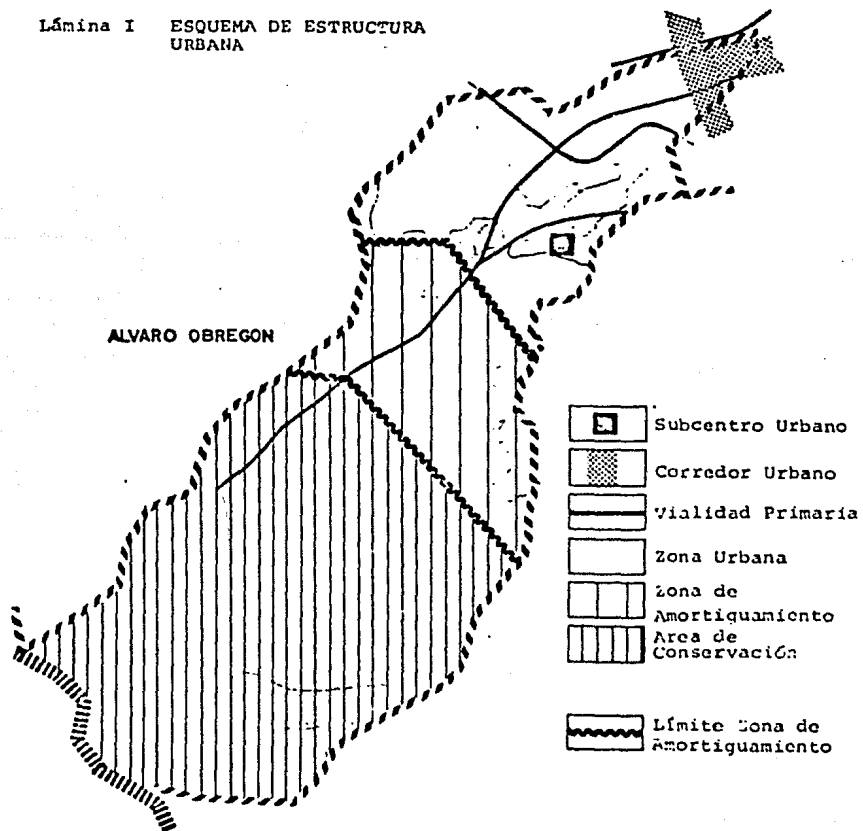 Lámina I ESQUEMA DE ESTRUCTURA
URBANA
ALVARO OBREGON
Subcentro Urbano
Corredor Urbano
Vialidad Primaria
Zona Urbana
Zona de
Amortiguamiento
Area de
Conservación
Límite Zona de
Amortiguamiento